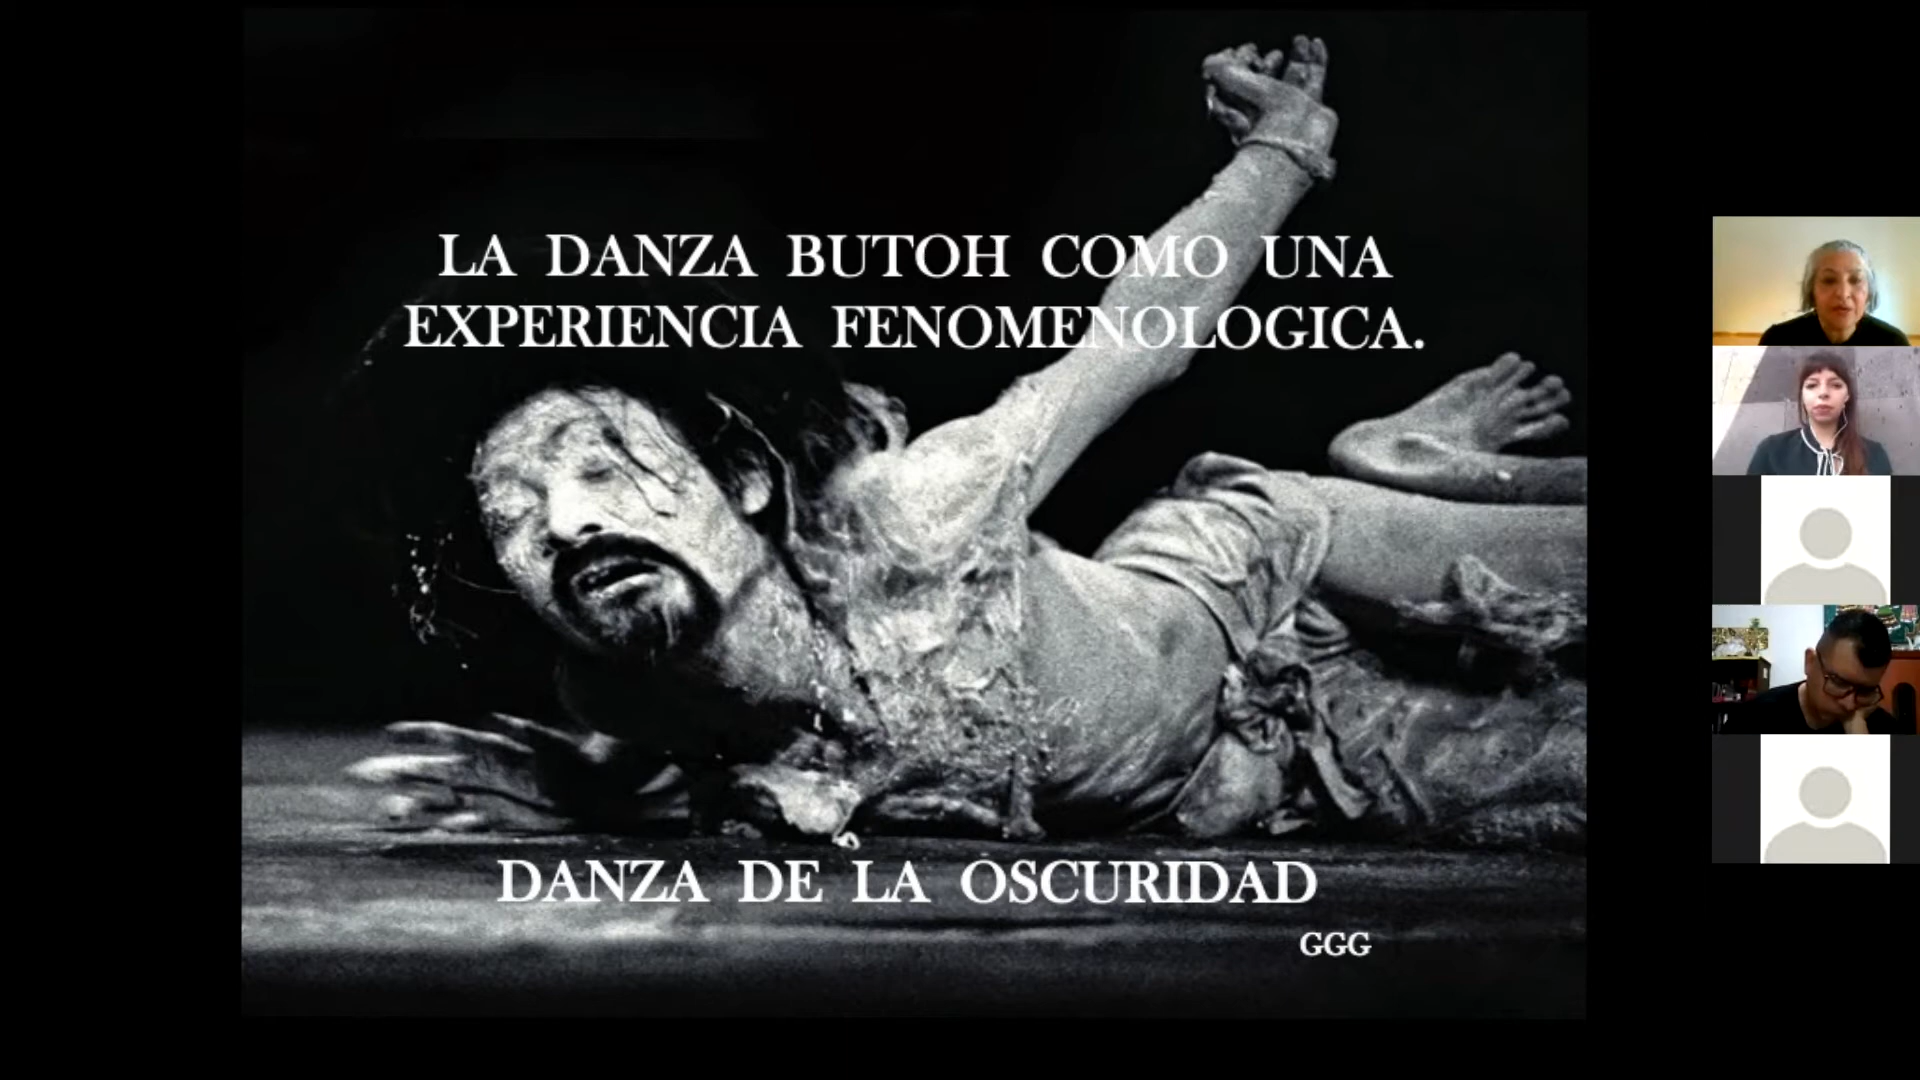 LA DANZA BUTOH COMO UNA
EXPERIENCIA FENOMENOLOGICA.
DANZA DE LA OSCURIDAD
GGG